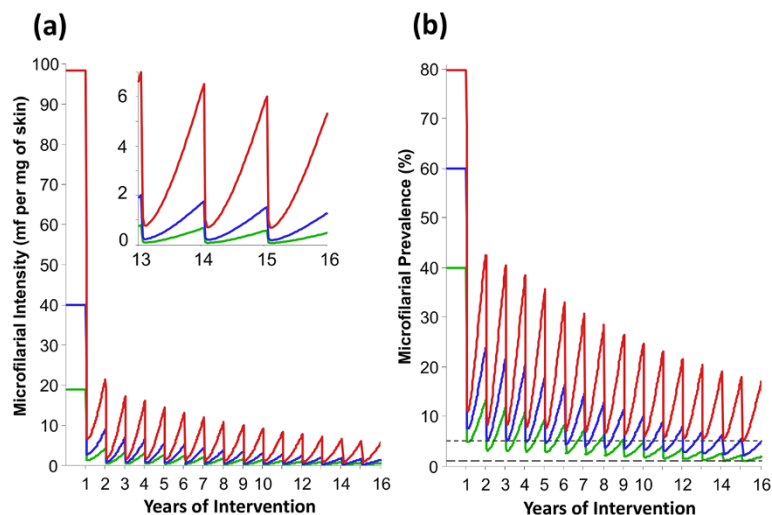 (a)
(b)
Microfilarial Intensity (mf per mg of skin)
100
90
80
70
60
50
40
30
20
10
0
6
4
2
0
13 14 15 16
1 2 3 4 5 6 7 8 9 10 11 12 13 14 16
Years of Intervention
Microfilarial Prevalence (%)
80
70
60
50
40
30
20
10
5
0
1 2 3 4 5 6 7 8 9 10 11 12 13 14 16
Years of Intervention